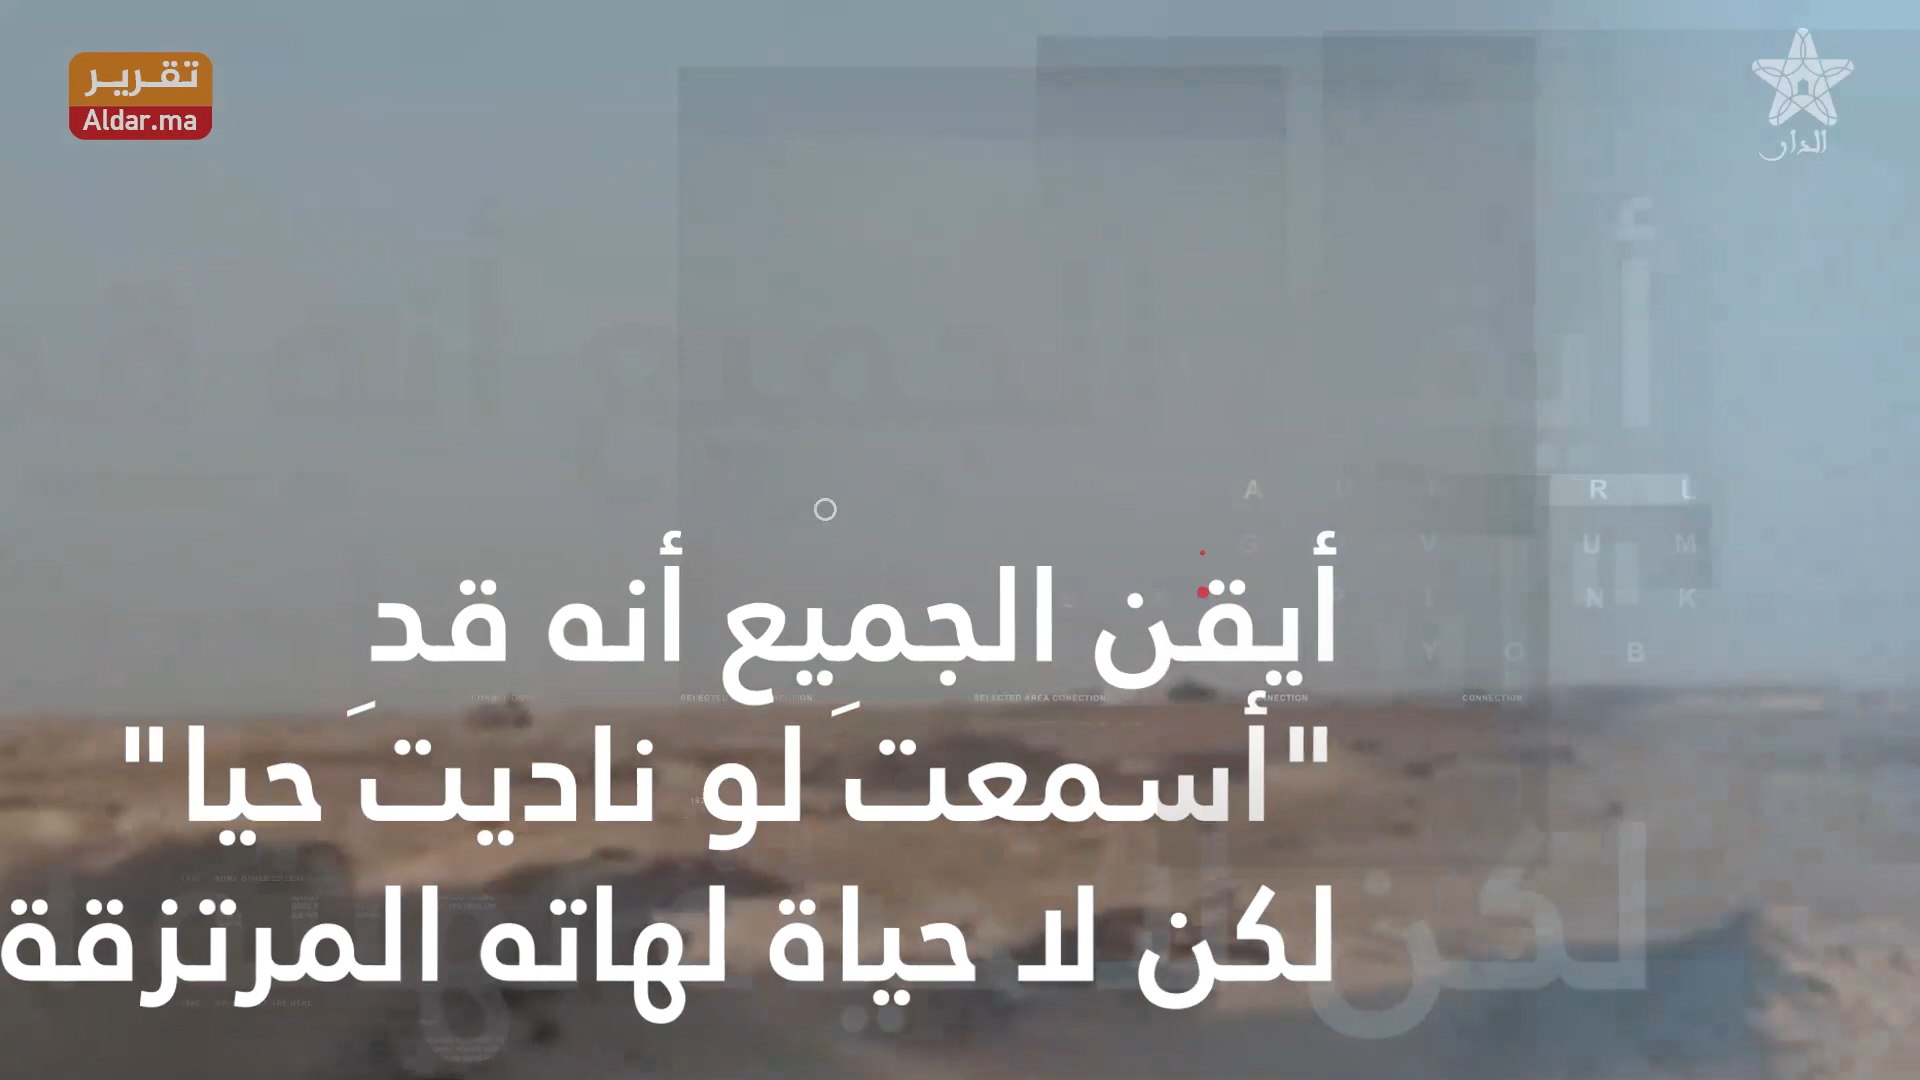 تقرير
Aldar.ma
الدار
A U R L
S V U M
P I N K
Y O B
أيقن الجميع أنه قد
SELECTED AREA CONECTION
CONNECTION
"أسمعتَ لو ناديتَ حيا"
لكن لا حياة لهاته المرتزقة